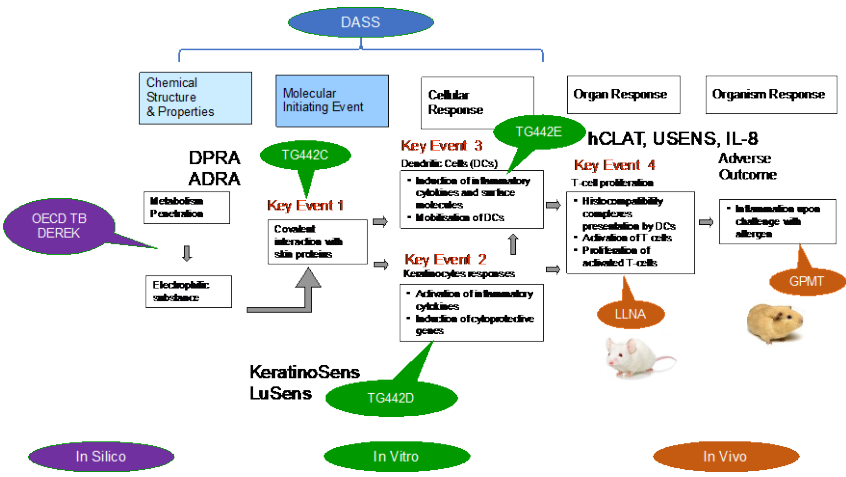 DASS
Chemical
Structure
& Properties
Molecular
Initiating Event
Cellular
Response
Organ Response
Organism Response
DPRA
ADRA
TG442C
TG442E
hCLAT, USENS, IL-8
Key Event 3
Dendritic Cells (DCs)
▪ Induction of inflammatory
cytokines and surface
molecules
▪ Mobilisation of DCs
Key Event 4
T-cell proliferation
▪ Histocompatibility
complexes
presentation by DCs
▪ Activation of T cells
▪ Proliferation of
activated T-cells
Adverse
Outcome
▪ Inflammation upon
challenge with
allergen
Metabolism
Penetration
OECD TB
DEREK
Electrophilic
substance
Key Event 1
Covalent
interaction with
skin proteins
Key Event 2
Keratinocytes responses
▪ Activation of inflammatory
cytokines
▪ Induction of cytoprotective
genes
GPMT
LLNA
KeratinoSens
LuSens
TG442D
In Silico
In Vitro
In Vivo